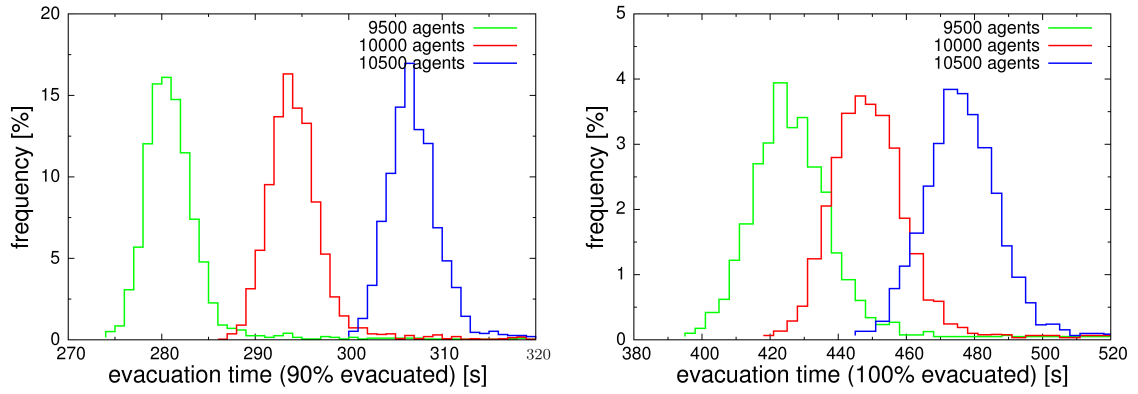 20
15
10
5
0
frequency [%]
9500 agents
10000 agents
10500 agents
270 280 290 300 310 320
evacuation time (90% evacuated) [s]
5
4
3
2
1
0
frequency [%]
9500 agents
10000 agents
10500 agents
380 400 420 440 460 480 500 520
evacuation time (100% evacuated) [s]